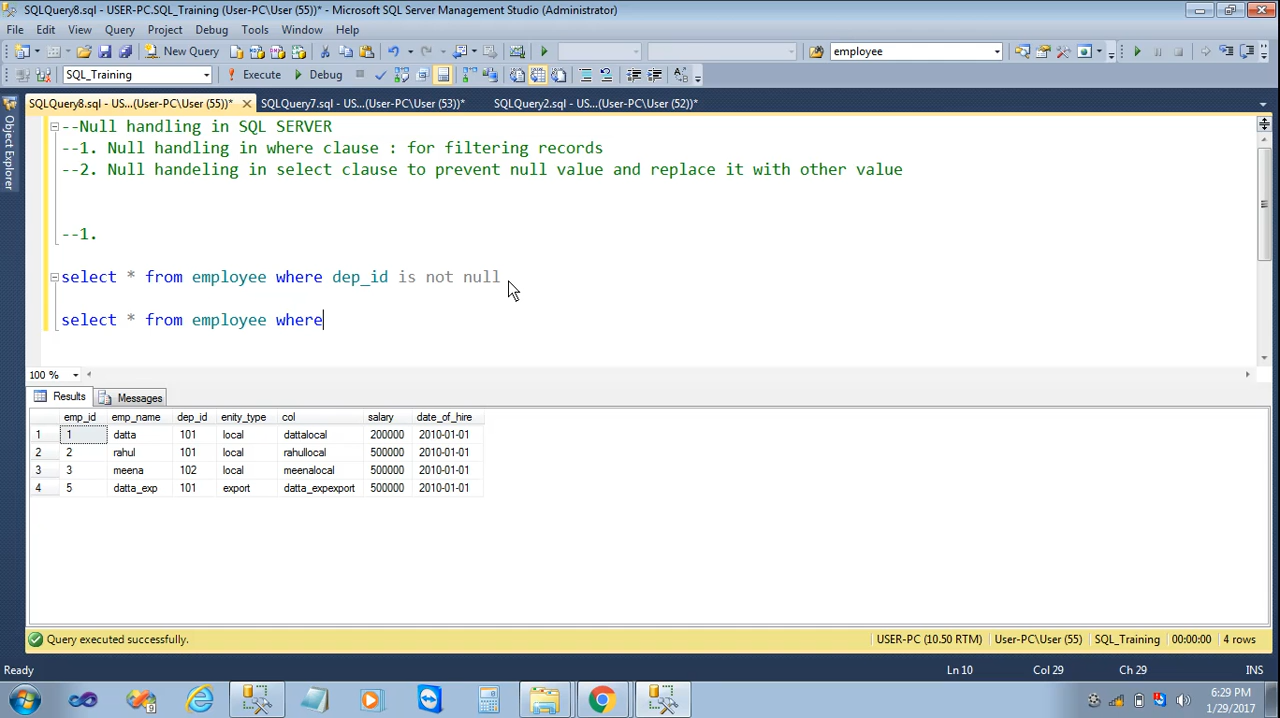 SQLQuery8.sql - USER-PC.SQL_Training (User-PC\User (55))* - Microsoft SQL Server Management Studio (Administrator)
File Edit View Query Project Debug Tools Window Help
New Query employee
SQL_Training Execute Debug
SQLQuery8.sql - US...(User-PC\User (55))* SQLQuery7.sql - US...(User-PC\User (53))* SQLQuery2.sql - US...(User-PC\User (52))*
Object Explorer
--Null handling in SQL SERVER
--1. Null handling in where clause : for filtering records
--2. Null handeling in select clause to prevent null value and replace it with other value
--1.
select * from employee where dep_id is not null
select * from employee where
100 %
Results Messages
emp_id emp_name dep_id enity_type col salary date_of_hire
1 1 datta 101 local dattalocal 200000 2010-01-01
2 2 rahul 101 local rahullocal 500000 2010-01-01
3 3 meena 102 local meenalocal 500000 2010-01-01
4 5 datta_exp 101 export datta_expexport 500000 2010-01-01
Query executed successfully. USER-PC (10.50 RTM) User-PC\User (55) SQL_Training 00:00:00 4 rows
Ready Ln 10 Col 29 Ch 29 INS
6:29 PM
1/29/2017